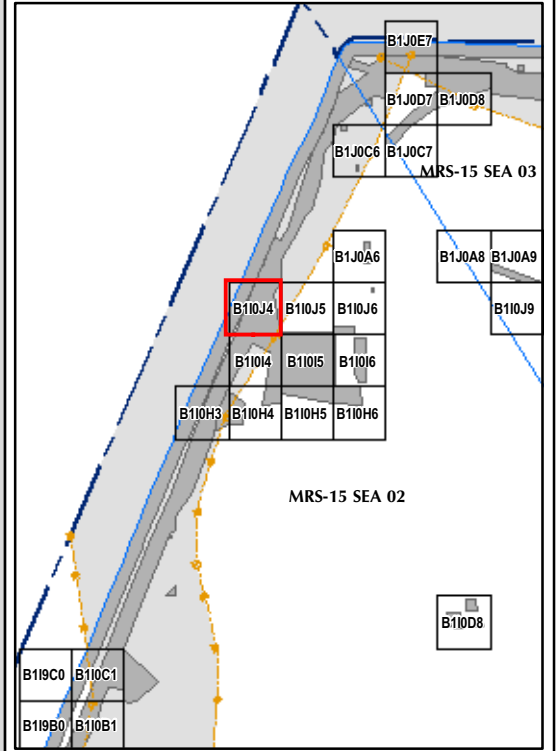 B1J0E7
B1J0D7 B1J0D8
B1J0C6 B1J0C7
MRS-15 SEA 03
B1J0A6 B1J0A8 B1J0A9
B1I0J4 B1I0J5 B1I0J6 B1I0J9
B1I0I4 B1I0I5 B1I0I6
B1I0H3 B1I0H4 B1I0H5 B1I0H6
MRS-15 SEA 02
B1I0D8
B1I9C0 B1I0C1
B1I9B0 B1I0B1